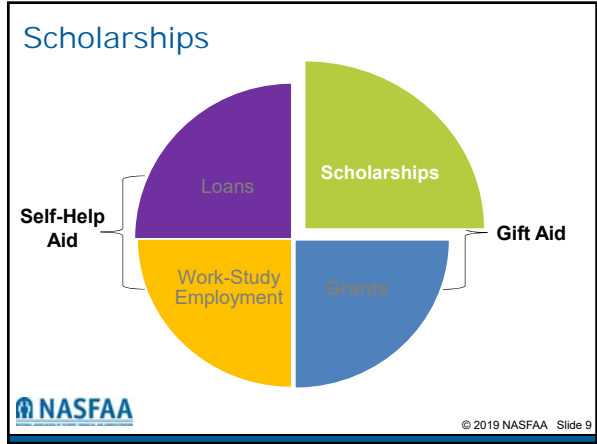 Scholarships
Loans
Scholarships
Self-Help
Aid
Gift Aid
Work-Study
Employment
Grants
NASFAA
© 2019 NASFAA Slide 9